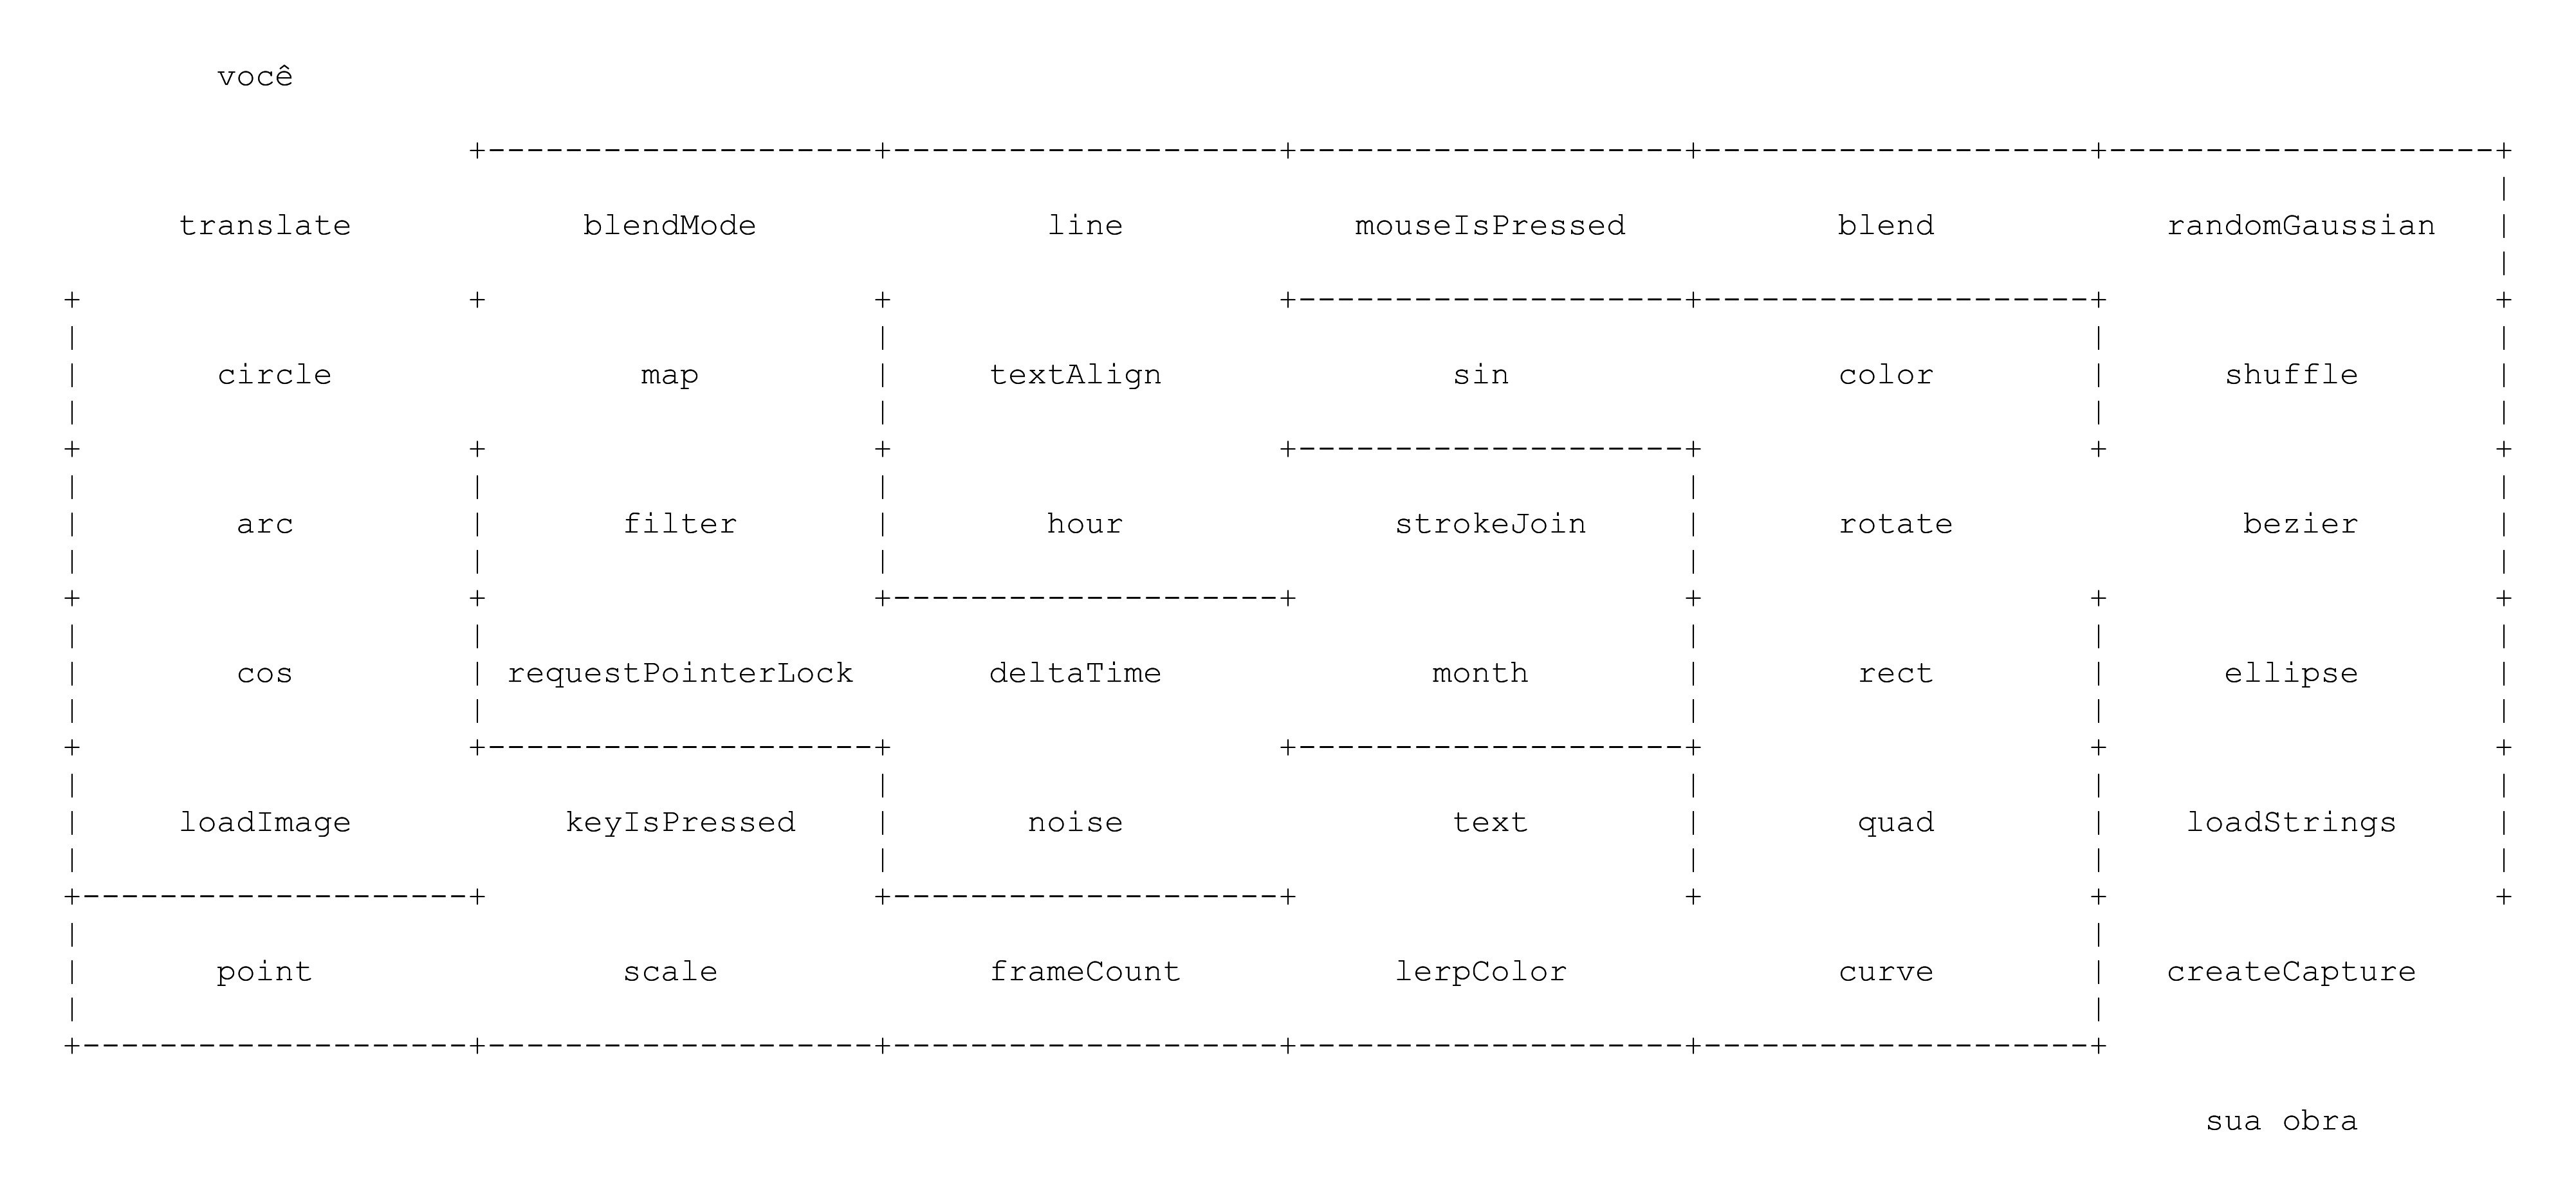 você
translate blendMode line mouseIsPressed blend randomGaussian
circle map textAlign sin color shuffle
arc filter hour strokeJoin rotate bezier
cos requestPointerLock deltaTime month rect ellipse
loadImage keyIsPressed noise text quad loadStrings
point scale frameCount lerpColor curve createCapture
sua obra